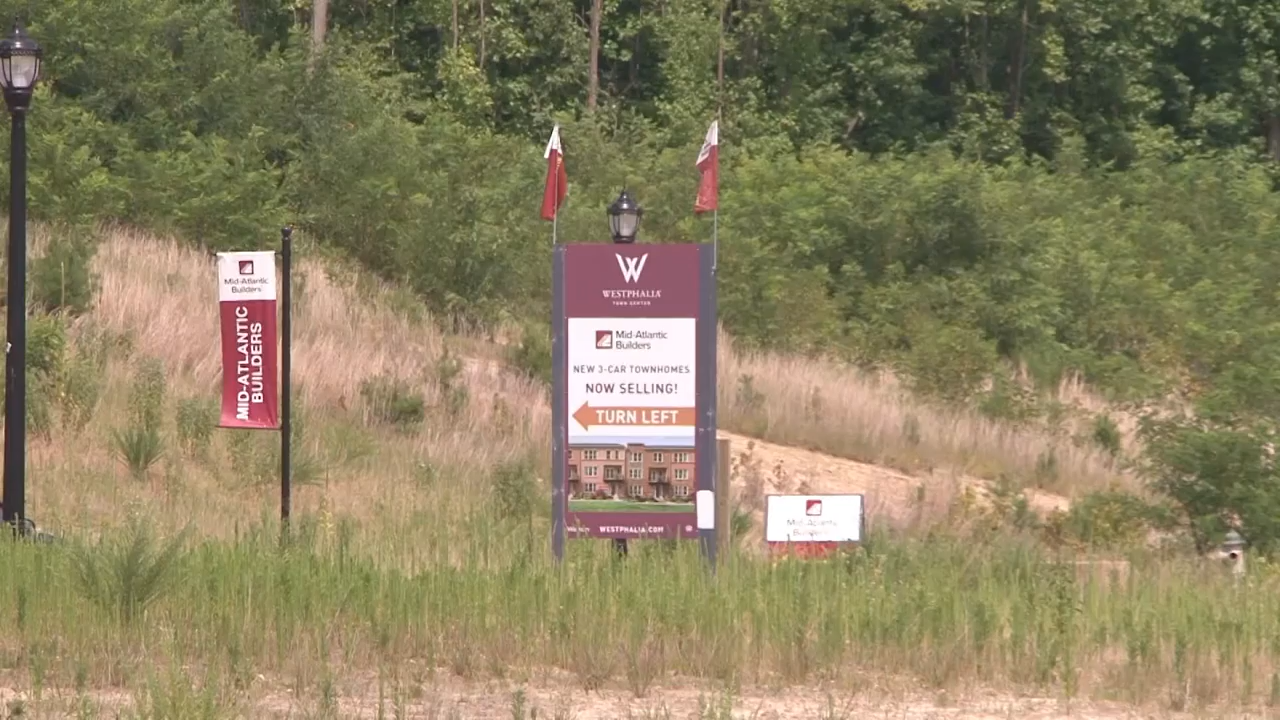 Mid-Atlantic
Builders
MID-ATLANTIC
BUILDERS
W
WESTPHALIA
TOWN CENTER
Mid-Atlantic
Builders
NEW 3-CAR TOWNHOMES
NOW SELLING!
TURN LEFT
WESTPHALIA.COM
Mid-Atlantic
Builders